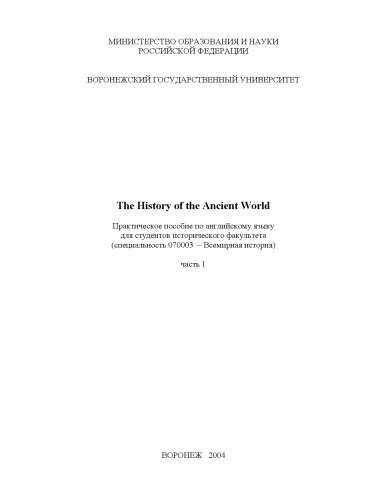 МИНИСТЕРСТВО ОБРАЗОВАНИЯ И НАУКИ
РОССИЙСКОЙ ФЕДЕРАЦИИ
ВОРОНЕЖСКИЙ ГОСУДАРСТВЕННЫЙ УНИВЕРСИТЕТ
The History of the Ancient World
Практическое пособие по английскому языку
для студентов исторического факультета
(специальность 070003 – Всемирная история)
часть 1
ВОРОНЕЖ 2004